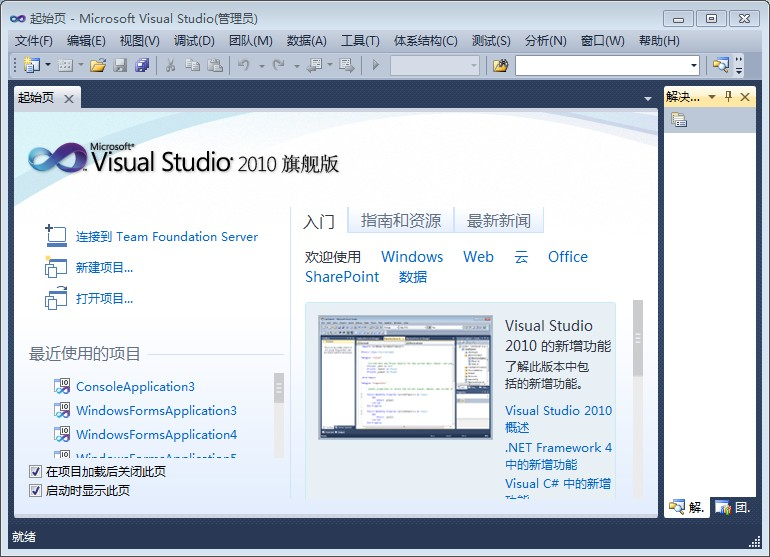 起始页 - Microsoft Visual Studio(管理员)
文件(F) 编辑(E) 视图(V) 调试(D) 团队(M) 数据(A) 工具(T) 体系结构(C) 测试(S) 分析(N) 窗口(W) 帮助(H)
起始页
解决...
Microsoft®
Visual Studio® 2010 旗舰版
连接到 Team Foundation Server
新建项目...
打开项目...
最近使用的项目
ConsoleApplication3
WindowsFormsApplication3
WindowsFormsApplication4
WindowsFormsApplication5
在项目加载后关闭此页
启动时显示此页
入门 指南和资源 最新新闻
欢迎使用 Windows Web 云 Office
SharePoint 数据
Visual Studio
2010 的新增功能
了解此版本中包
括的新增功能。
Visual Studio 2010
概述
.NET Framework 4
中的新增功能
Visual C# 中的新增
功能
解.
团.
就绪